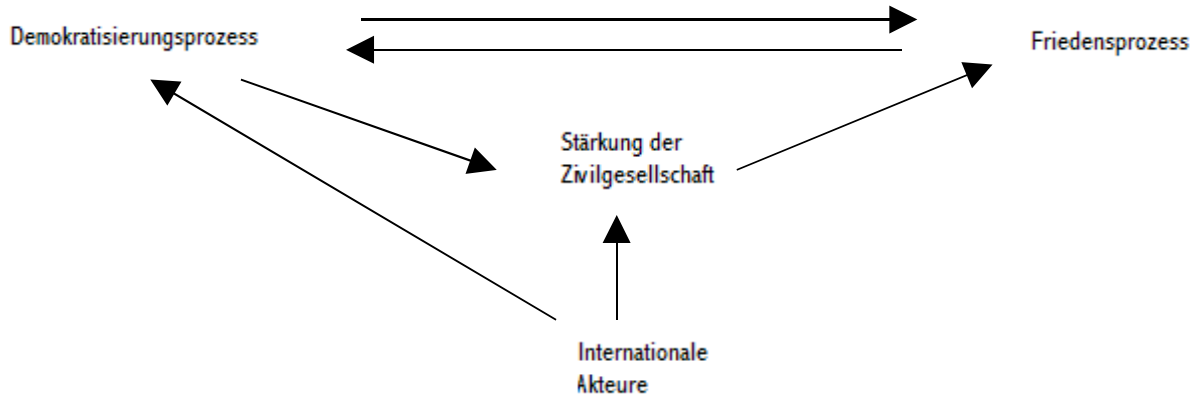 Demokratisierungsprozess
Friedensprozess
Stärkung der
Zivilgesellschaft
Internationale
Akteure